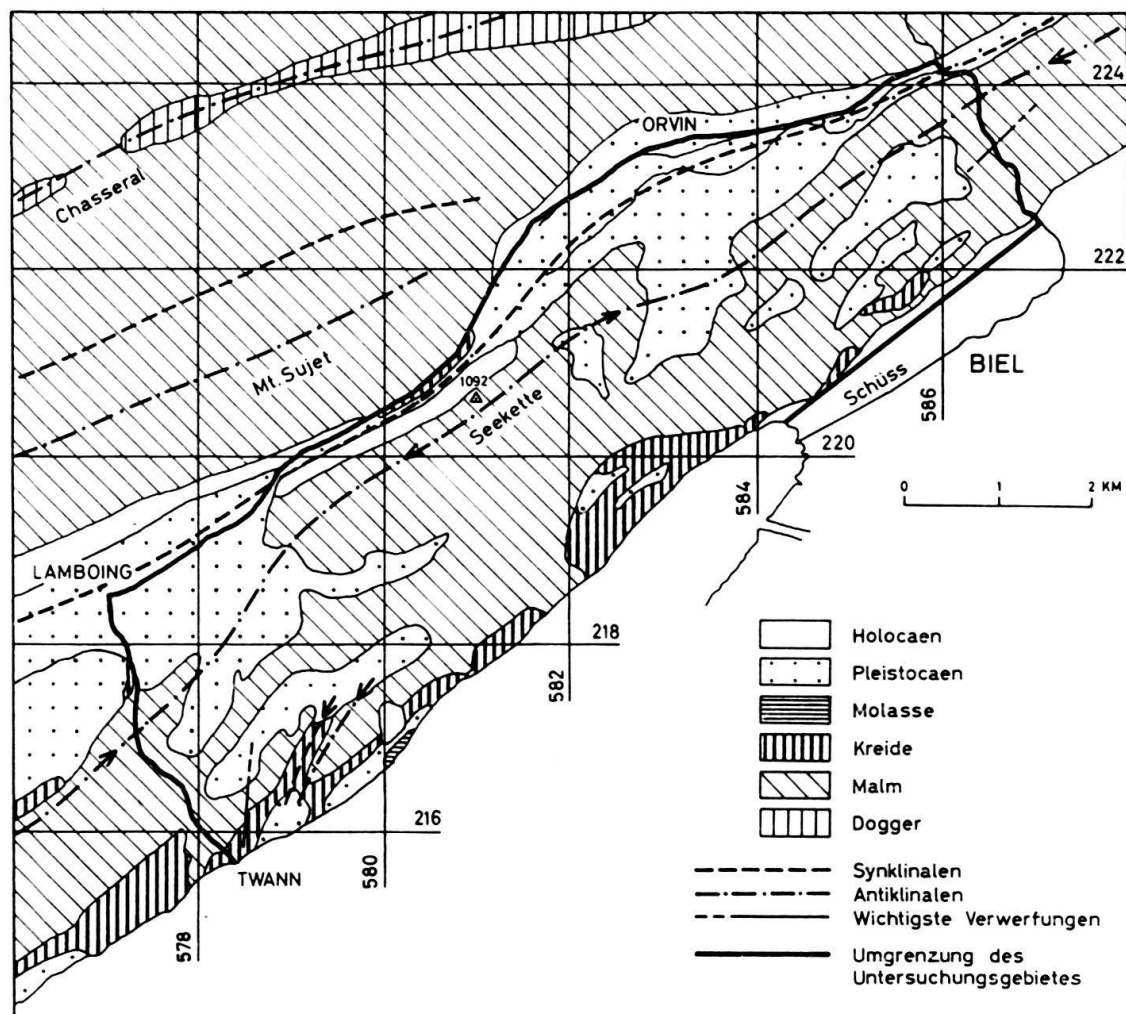 224
ORVIN
Chasseral
222
Mt. Sujet
1092
Seekette
BIEL
Schüss
586
220
584
0 1 2 KM
LAMBOING
218
582
216
580
TWANN
578
Holocaen
Pleistocaen
Molasse
Kreide
Malm
Dogger
Synklinalen
Antiklinalen
Wichtigste Verwerfungen
Umgrenzung des
Untersuchungsgebietes